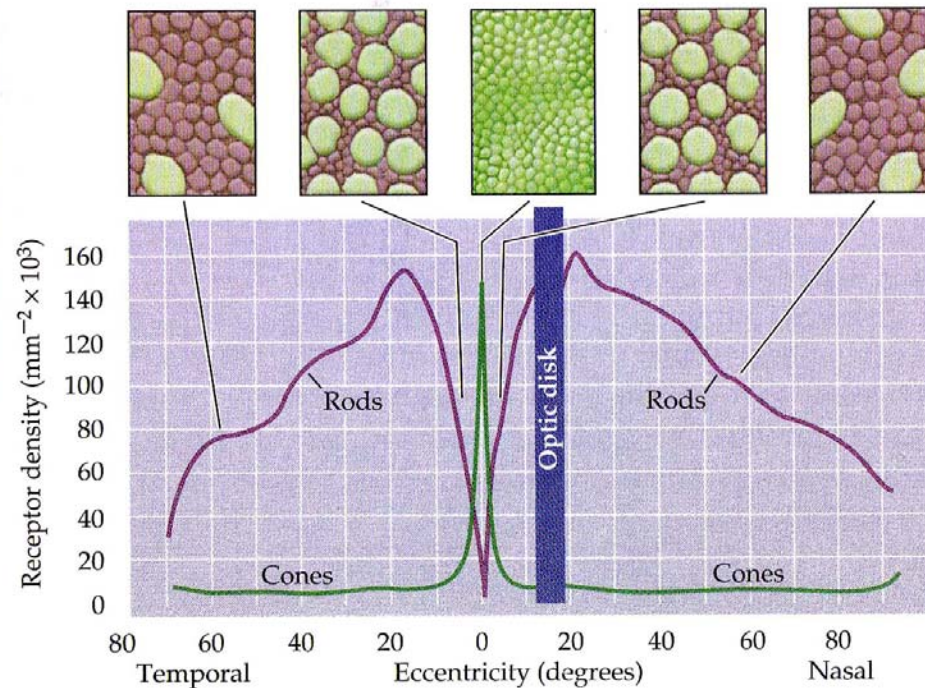 Receptor density (mm⁻² × 10³)
160
140
120
100
80
60
40
20
0
Rods
Rods
Optic disk
Cones
Cones
80 60 40 20 0 20 40 60 80
Temporal Eccentricity (degrees) Nasal